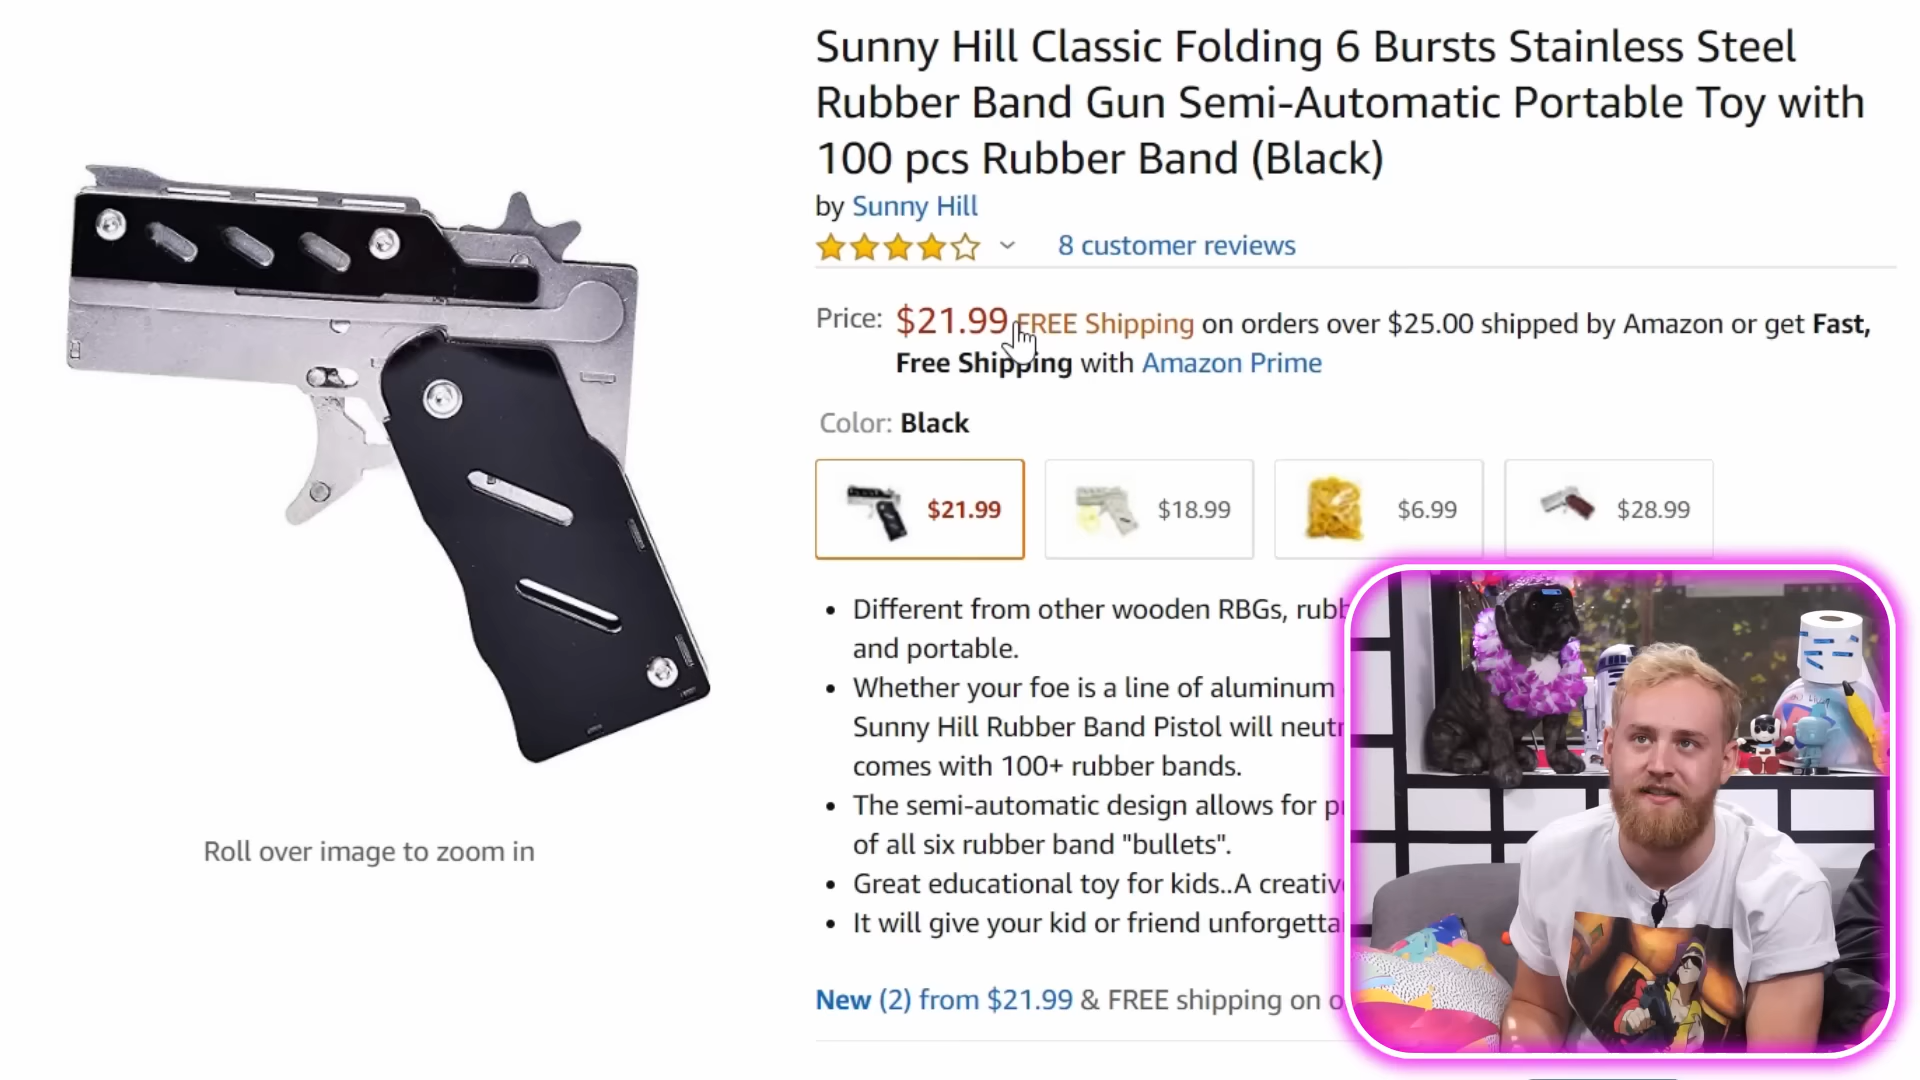 Sunny Hill Classic Folding 6 Bursts Stainless Steel
Rubber Band Gun Semi-Automatic Portable Toy with
100 pcs Rubber Band (Black)
by Sunny Hill
8 customer reviews
Price: $21.99 FREE Shipping on orders over $25.00 shipped by Amazon or get Fast,
Free Shipping with Amazon Prime
Color: Black
$21.99 $18.99 $6.99 $28.99
Different from other wooden RBGs,
and portable.
Whether your foe is a line of aluminum
Sunny Hill Rubber Band Pistol will
comes with 100+ rubber bands.
The semi-automatic design allows for
of all six rubber band "bullets".
Great educational toy for kids..A
It will give your kid or friend
New (2) from $21.99 & FREE shipping on
Roll over image to zoom in